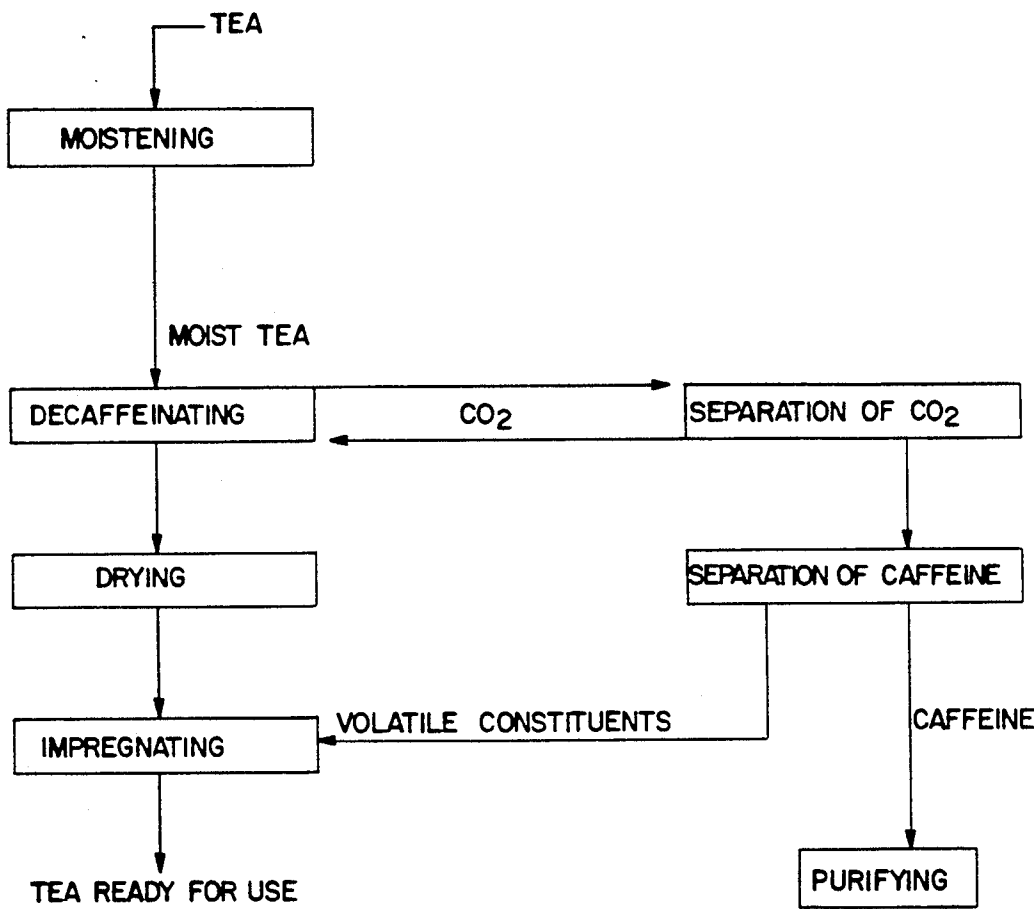 TEA
MOISTENING
MOIST TEA
DECAFFEINATING
CO2
SEPARATION OF CO2
DRYING
SEPARATION OF CAFFEINE
VOLATILE CONSTITUENTS
CAFFEINE
IMPREGNATING
TEA READY FOR USE
PURIFYING